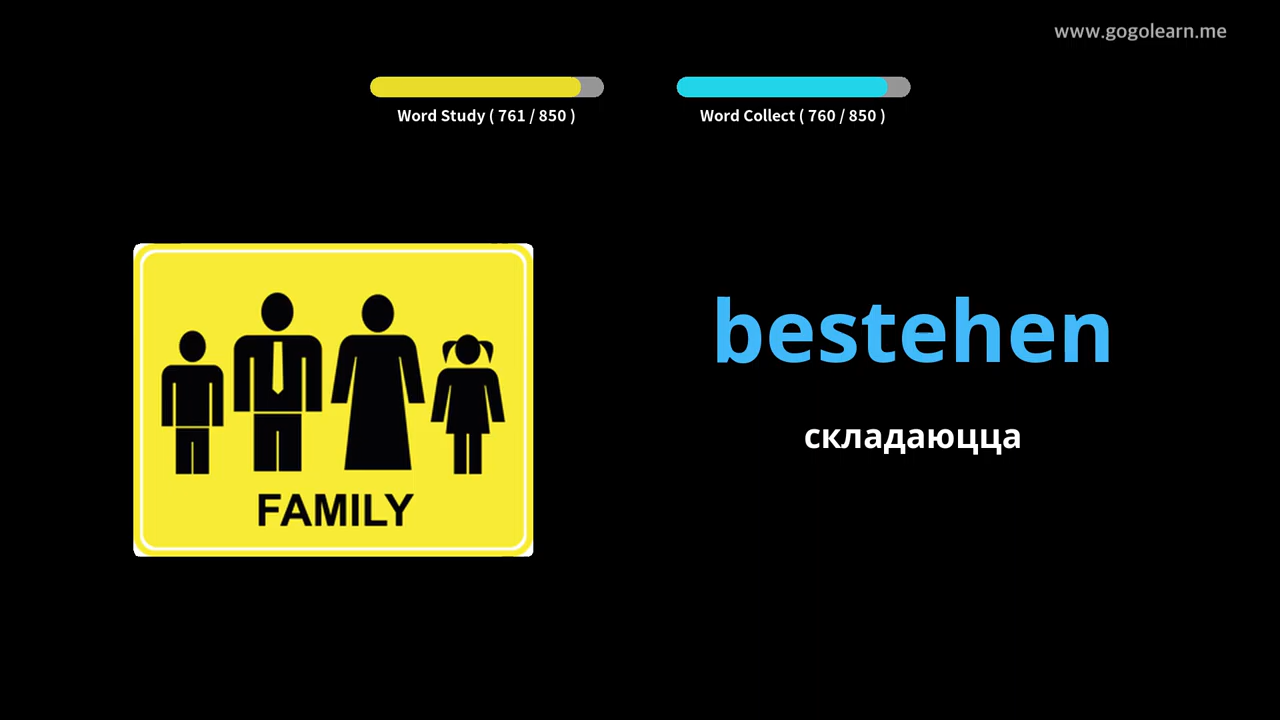 www.gogolearn.me
Word Study ( 761 / 850 )
Word Collect ( 760 / 850 )
bestehen
складаюцца
FAMILY